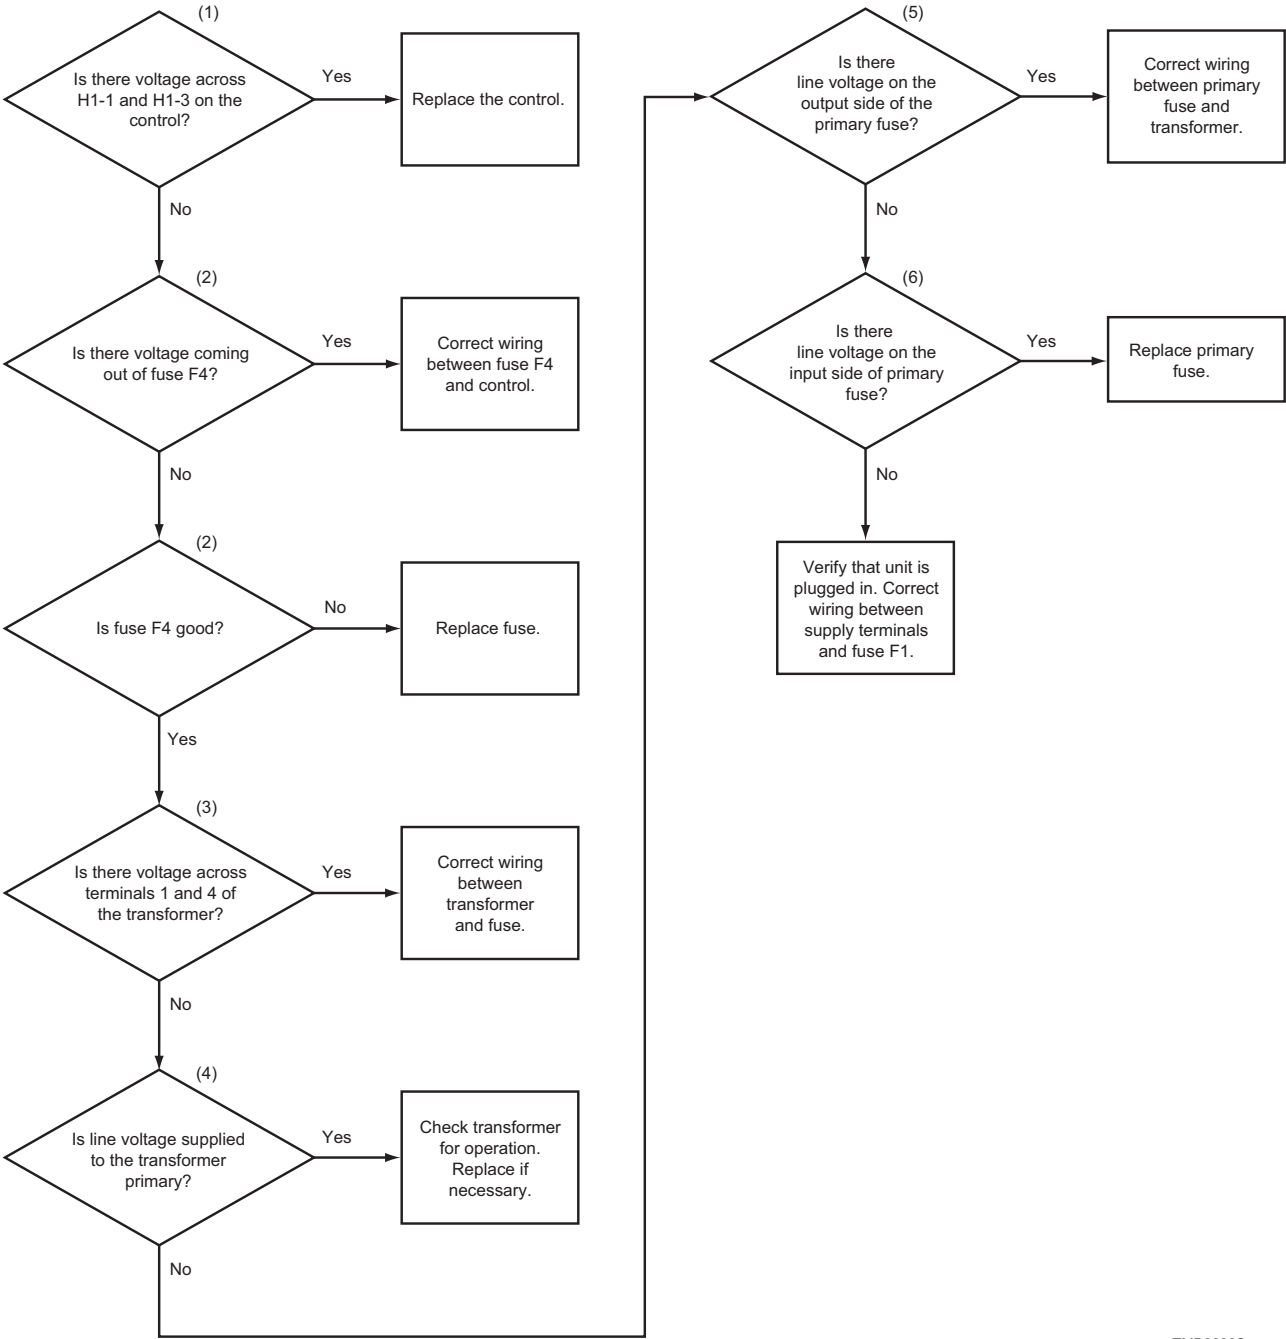 (1)
Is there voltage across
H1-1 and H1-3 on the
control?
Yes
Replace the control.
No
(2)
Is there voltage coming
out of fuse F4?
Yes
Correct wiring
between fuse F4
and control.
No
(2)
Is fuse F4 good?
No
Replace fuse.
Yes
(3)
Is there voltage across
terminals 1 and 4 of
the transformer?
Yes
Correct wiring
between
transformer
and fuse.
No
(4)
Is line voltage supplied
to the transformer
primary?
Yes
Check transformer
for operation.
Replace if
necessary.
No
(5)
Is there
line voltage on the
output side of the
primary fuse?
Yes
Correct wiring
between primary
fuse and
transformer.
No
(6)
Is there
line voltage on the
input side of primary
fuse?
Yes
Replace primary
fuse.
No
Verify that unit is
plugged in. Correct
wiring between
supply terminals
and fuse F1.